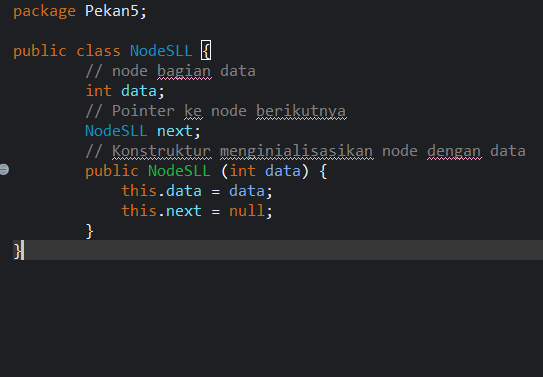 package Pekan5;
public class NodeSLL {
// node bagian data
int data;
// Pointer ke node berikutnya
NodeSLL next;
// Konstruktur menginialisasikan node dengan data
public NodeSLL (int data) {
this.data = data;
this.next = null;
}
}